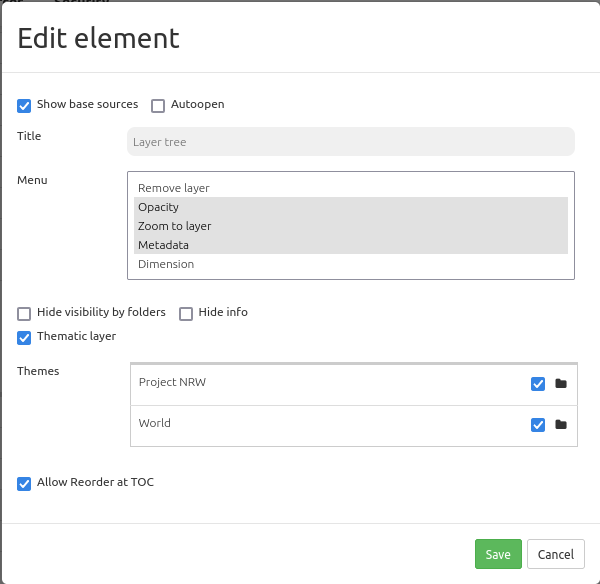 Edit element
Show base sources Autoopen
Title Layer tree
Menu Remove layer
Opacity
Zoom to layer
Metadata
Dimension
Hide visibility by folders Hide info
Thematic layer
Themes Project NRW
World
Allow Reorder at TOC
Save Cancel